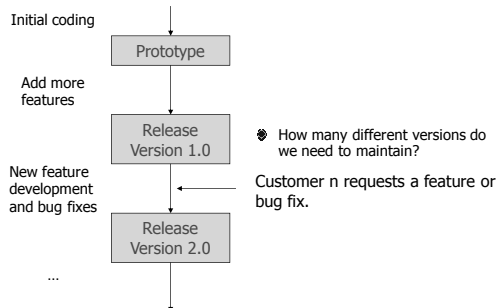 Initial coding
Prototype
Add more
features
Release
Version 1.0
How many different versions do
we need to maintain?
New feature
development
and bug fixes
Customer n requests a feature or
bug fix.
Release
Version 2.0
...